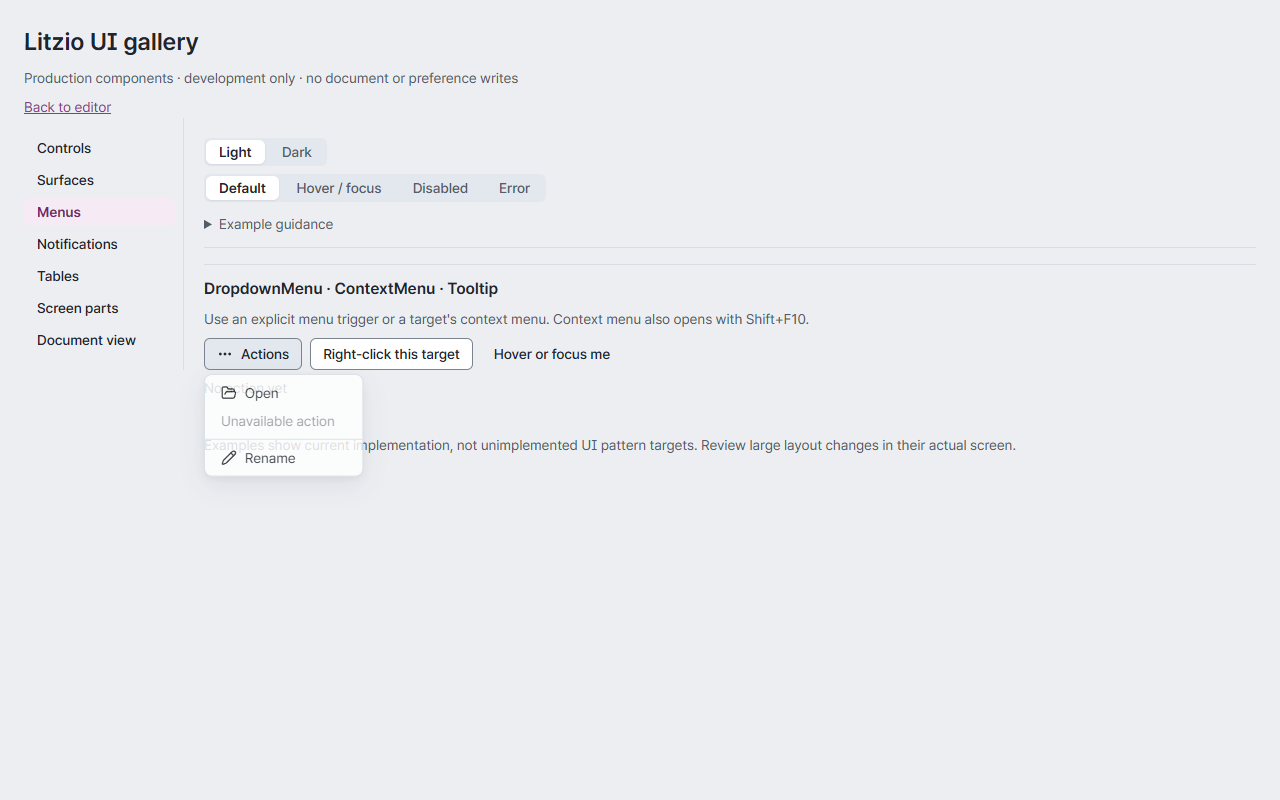 Litzio UI gallery
Production components · development only · no document or preference writes
Back to editor
Controls
Surfaces
Menus
Notifications
Tables
Screen parts
Document view
Light Dark
Default Hover / focus Disabled Error
Example guidance
DropdownMenu · ContextMenu · Tooltip
Use an explicit menu trigger or a target's context menu. Context menu also opens with Shift+F10.
Actions Right-click this target Hover or focus me
No action yet
Open
Unavailable action
Examples show current implementation, not unimplemented UI pattern targets. Review large layout changes in their actual screen.
Rename